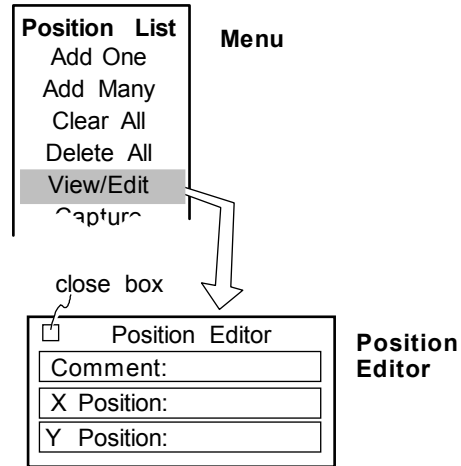 Position List
Menu
Add One
Add Many
Clear All
Delete All
View/Edit
Capture
close box
Position Editor
Position
Editor
Comment:
X Position:
Y Position: